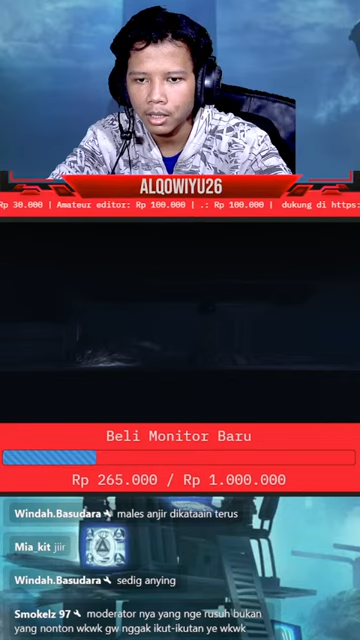 ALQOWIYU26
Rp 30.000 | Amateur editor: Rp 100.000 | .: Rp 100.000 | dukung di https:
Beli Monitor Baru
Rp 265.000 / Rp 1.000.000
Windah.Basudara males anjir dikataain terus
Mia_kit jiir
Windah.Basudara sedig anying
Smokelz 97 moderator nya yang nge rusuh bukan
yang nonton wkwk gw nggak ikut-ikutan ye wkwk